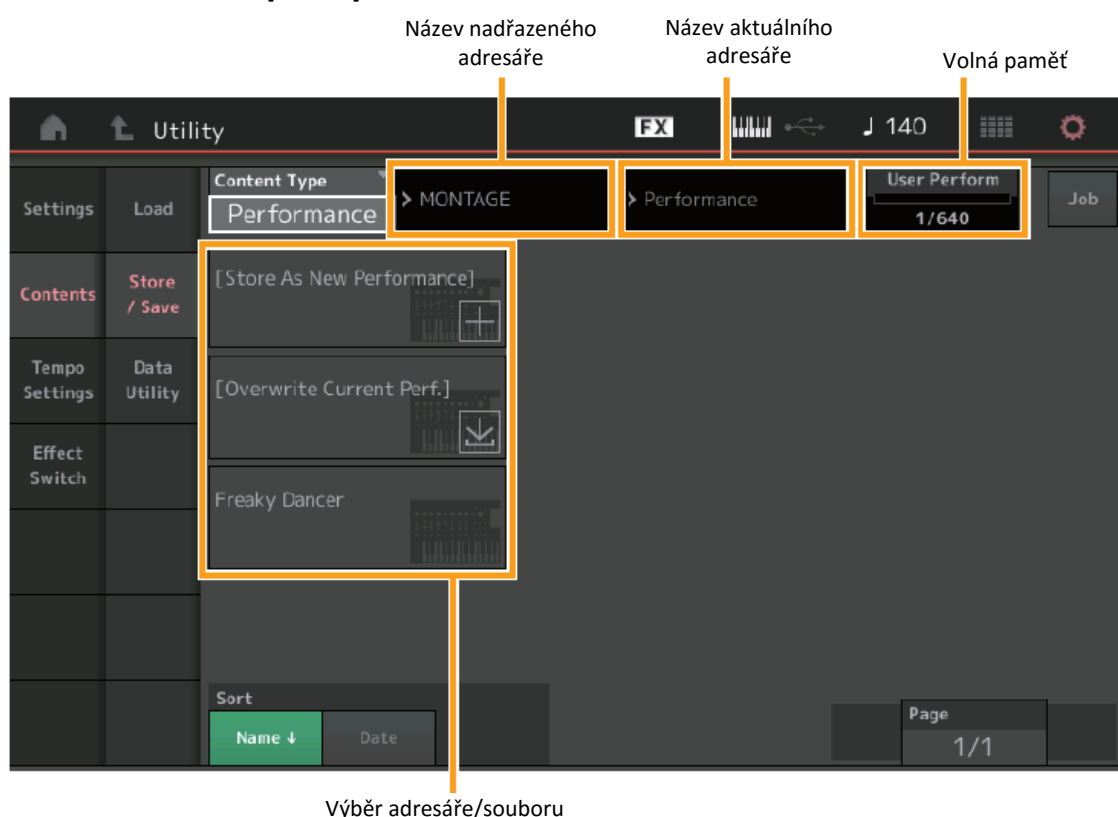 Název nadřazeného
adresáře
Název aktuálního
adresáře
Volná paměť
Utility
FX
140
Settings
Load
Content Type
Performance
MONTAGE
Performance
User Perform
1/640
Job
Contents
Store
/ Save
[Store As New Performance]
Tempo
Settings
Data
Utility
[Overwrite Current Perf.]
Effect
Switch
Freaky Dancer
Sort
Name ↓
Date
Page
1/1
Výběr adresáře/souboru